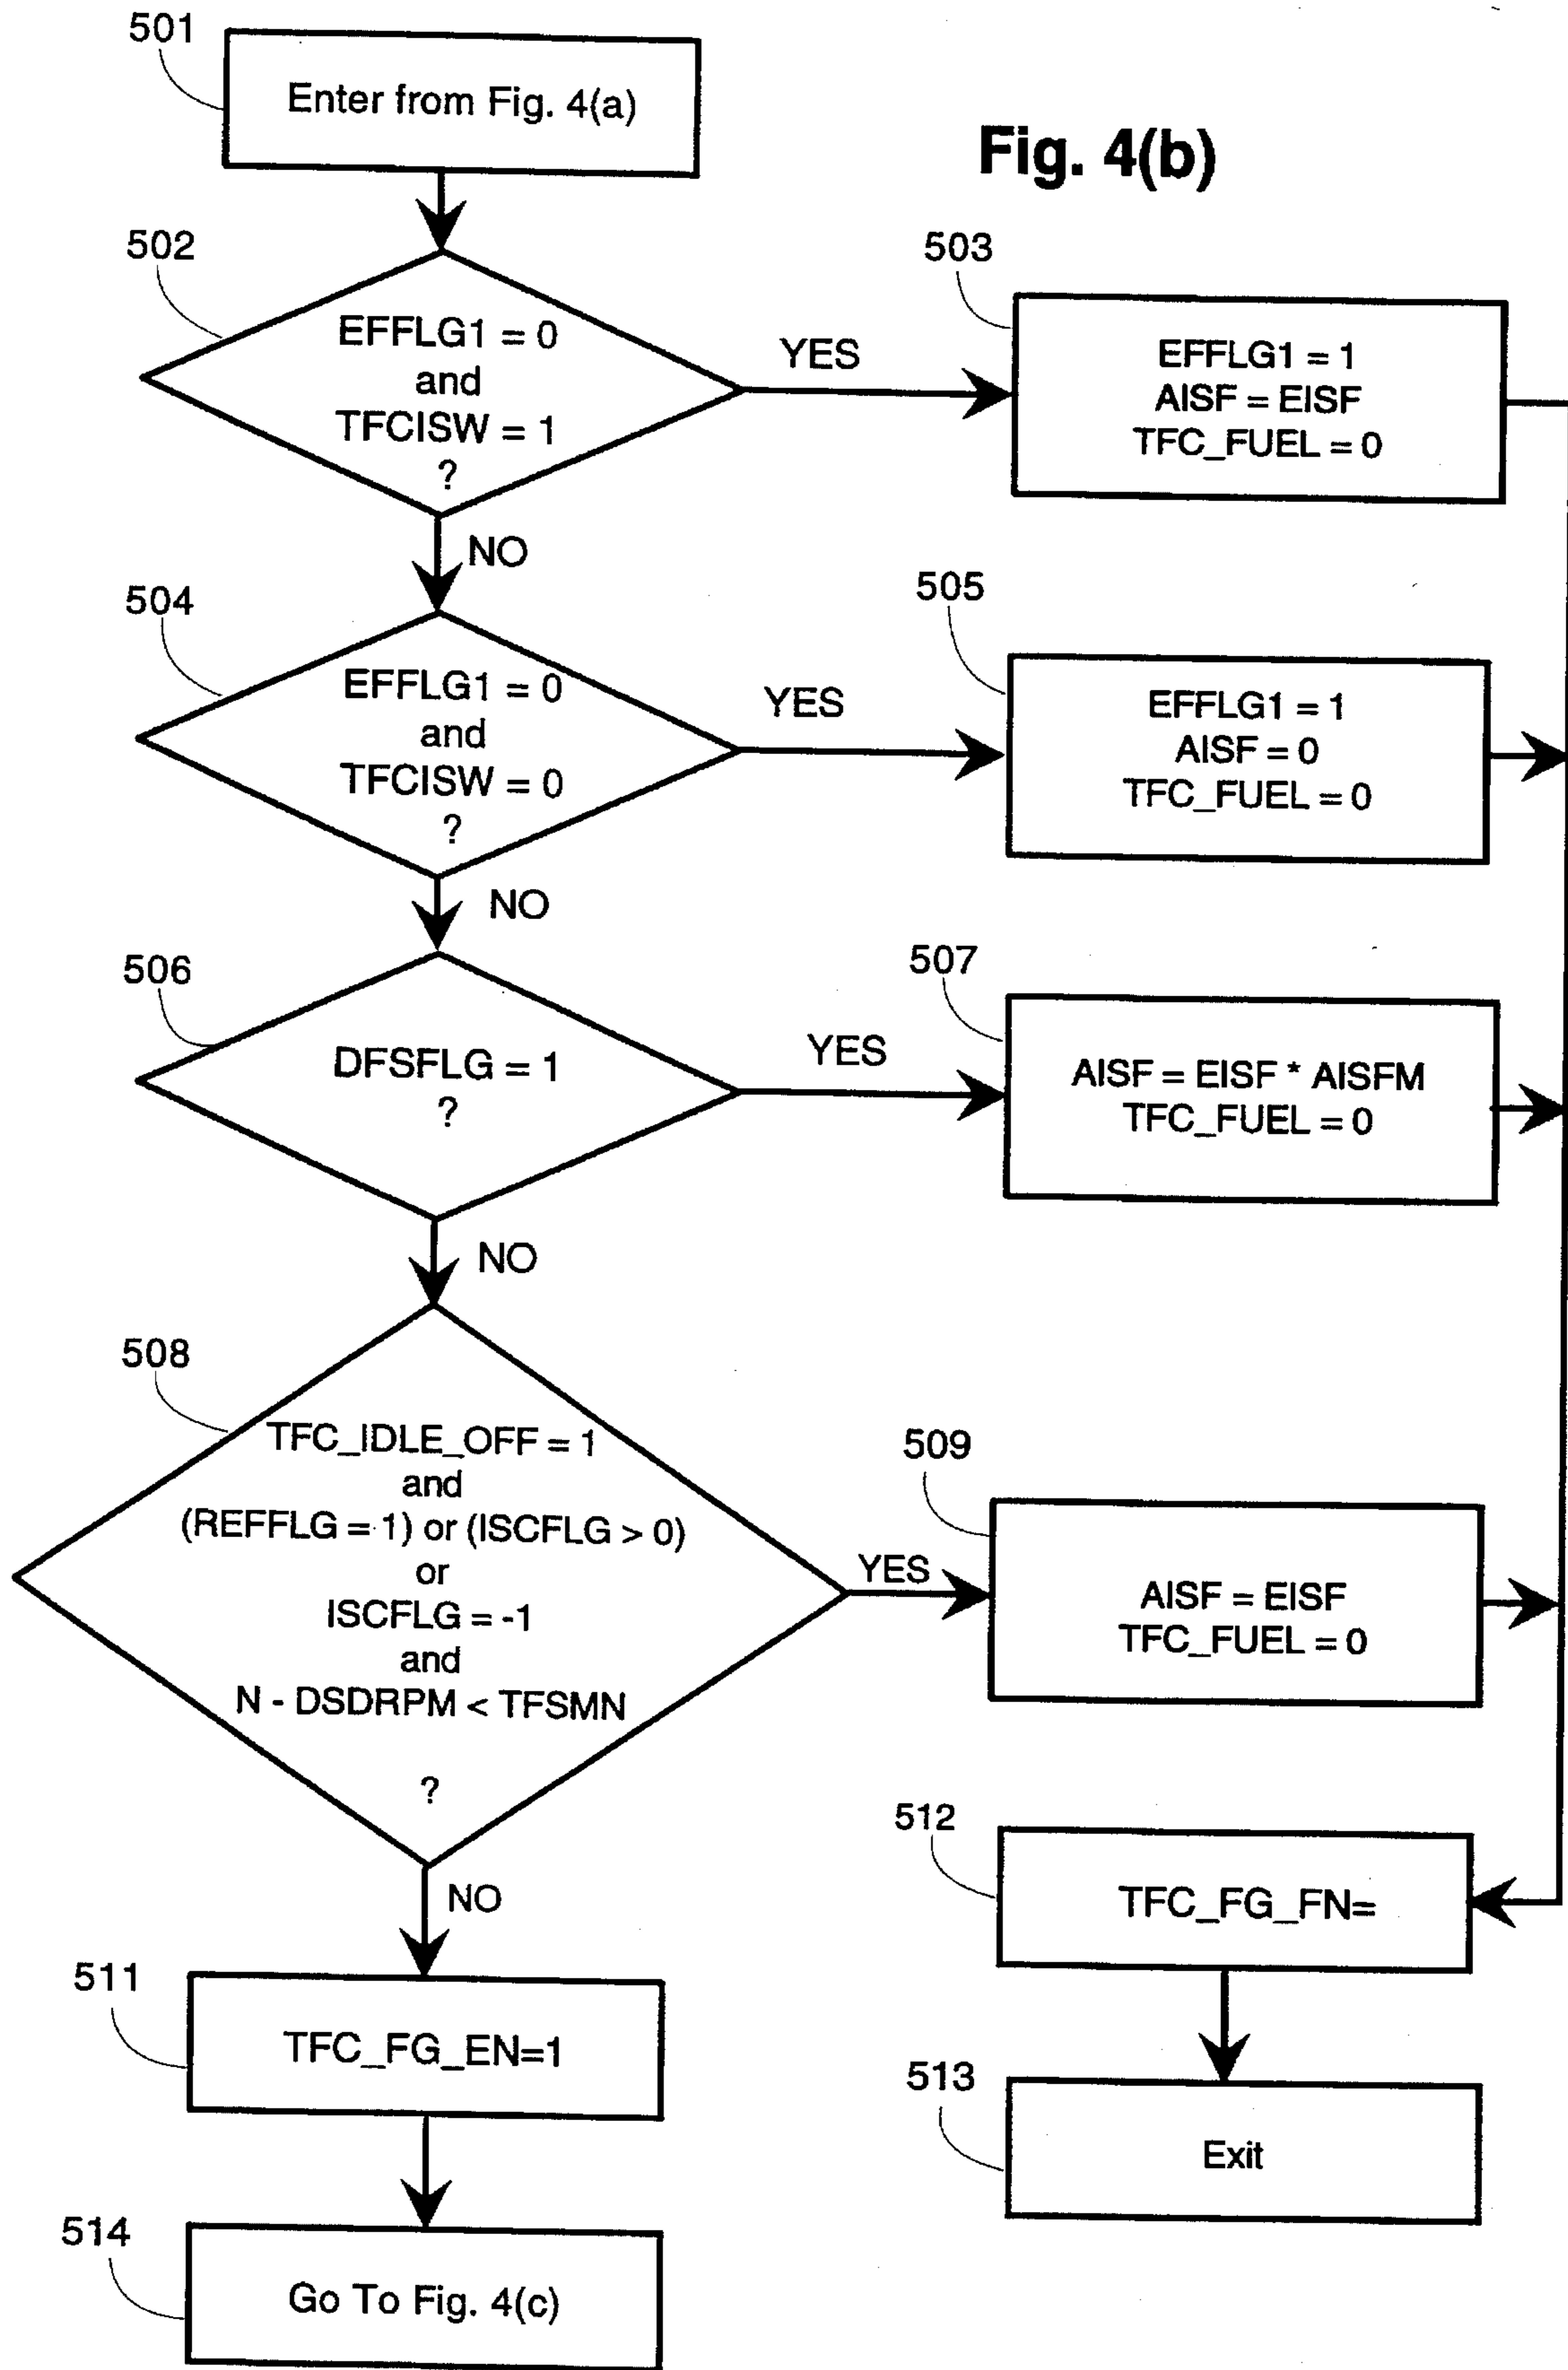 501
Enter from Fig. 4(a)
Fig. 4(b)
502
EFFLG1 = 0
and
TFCISW = 1
?
YES
503
EFFLG1 = 1
AISF = EISF
TFC_FUEL = 0
NO
504
EFFLG1 = 0
and
TFCISW = 0
?
YES
505
EFFLG1 = 1
AISF = 0
TFC_FUEL = 0
NO
506
DFSFLG = 1
?
YES
507
AISF = EISF * AISFM
TFC_FUEL = 0
NO
508
TFC_IDLE_OFF = 1
and
(REFFLG = 1) or (ISCFLG > 0)
or
ISCFLG = -1
and
N - DSDRPM < TFSMN
?
YES
509
AISF = EISF
TFC_FUEL = 0
NO
511
TFC_FG_EN=1
512
TFC_FG_FN=
513
Exit
514
Go To Fig. 4(c)